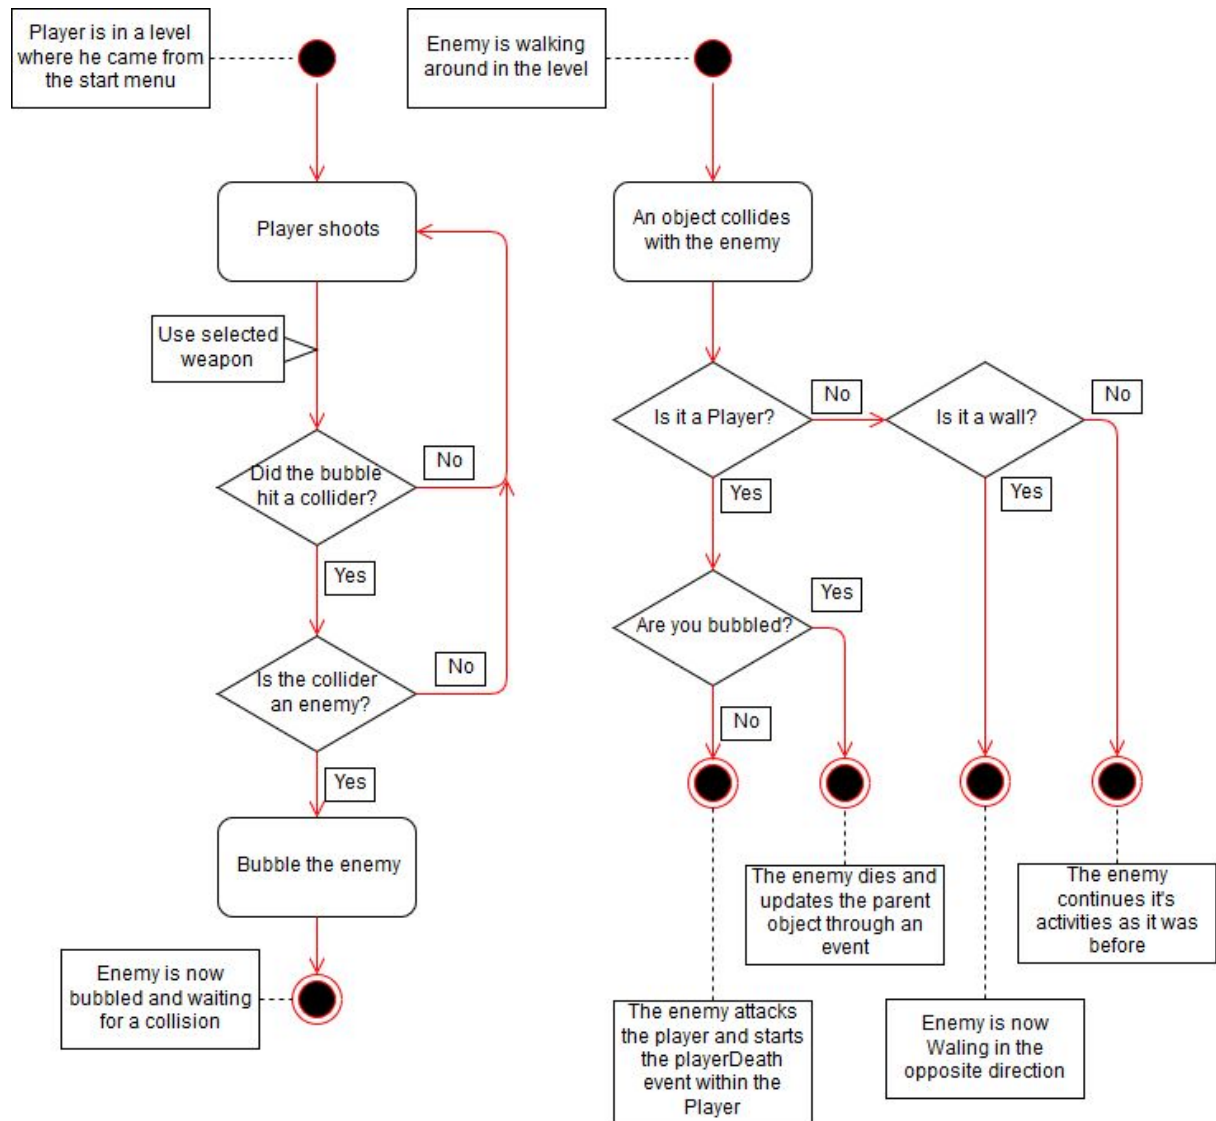 Player is in a level
where he came from
the start menu
Enemy is walking
around in the level
Player shoots
An object collides
with the enemy
Use selected
weapon
Is it a Player?
No
Is it a wall?
No
Did the bubble
hit a collider?
No
Yes
Yes
Yes
Are you bubbled?
Yes
Is the collider
an enemy?
No
No
Yes
Bubble the enemy
The enemy dies and
updates the parent
object through an
event
The enemy
continues it's
activities as it was
before
Enemy is now
bubbled and waiting
for a collision
The enemy attacks
the player and starts
the playerDeath
event within the
Player
Enemy is now
Waling in the
opposite direction